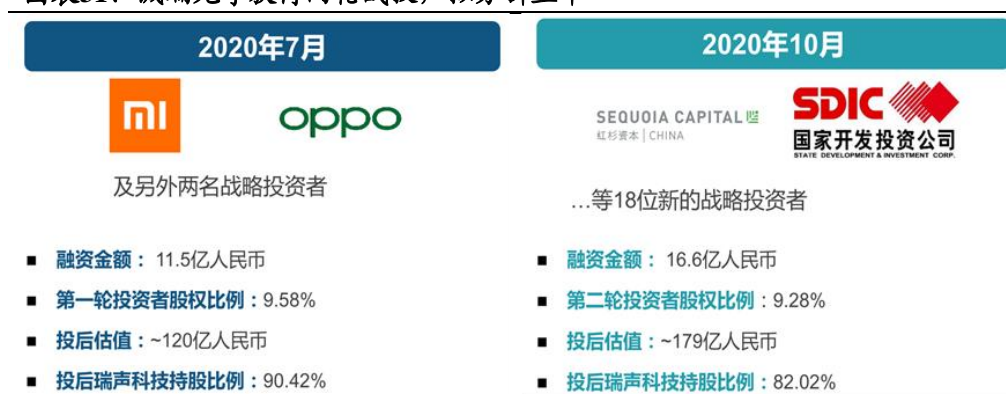 2020年7月
mi
oppo
及另外两名战略投资者
■ 融资金额： 11.5亿人民币
■ 第一轮投资者股权比例：9.58%
■ 投后估值：~120亿人民币
■ 投后瑞声科技持股比例：90.42%
2020年10月
SEQUOIA CAPITAL
红杉资本 | CHINA
SDIC
国家开发投资公司
STATE DEVELOPMENT & INVESTMENT CORP.
…等18位新的战略投资者
■ 融资金额： 16.6亿人民币
■ 第二轮投资者股权比例：9.28%
■ 投后估值：~179亿人民币
■ 投后瑞声科技持股比例：82.02%